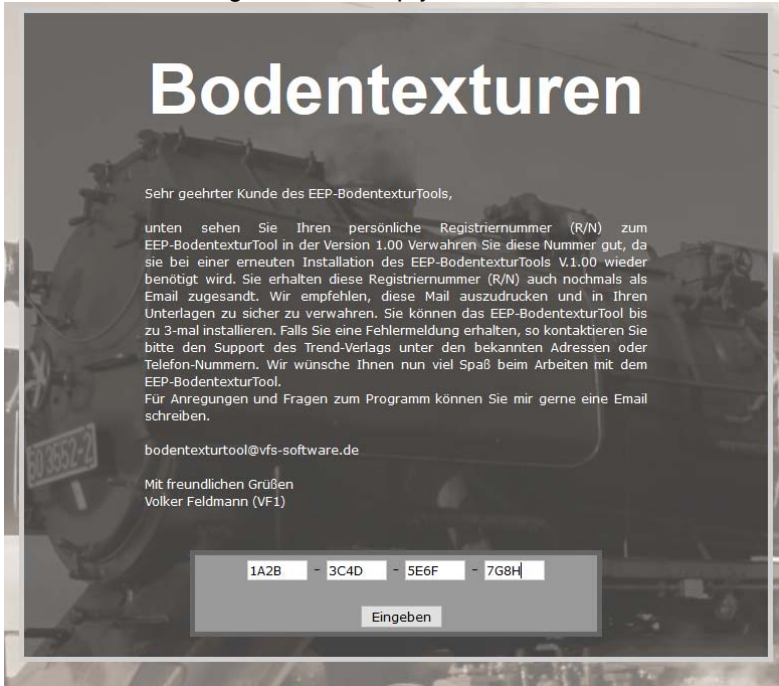 Bodentexturen
Sehr geehrter Kunde des EEP-BodentexturTools,
unten sehen Sie Ihren persönliche Registriernummer (R/N) zum
EEP-BodentexturTool in der Version 1.00 Verwahren Sie diese Nummer gut, da
sie bei einer erneuten Installation des EEP-BodentexturTools V.1.00 wieder
benötigt wird. Sie erhalten diese Registriernummer (R/N) auch nochmals als
Email zugesandt. Wir empfehlen, diese Mail auszudrucken und in Ihren
Unterlagen zu sicher zu verwahren. Sie können das EEP-BodentexturTool bis
zu 3-mal installieren. Falls Sie eine Fehlermeldung erhalten, so kontaktieren Sie
bitte den Support des Trend-Verlags unter den bekannten Adressen oder
Telefon-Nummern. Wir wünsche Ihnen nun viel Spaß beim Arbeiten mit dem
EEP-BodentexturTool.
Für Anregungen und Fragen zum Programm können Sie mir gerne eine Email
schreiben.
bodentexturtool@vfs-software.de
Mit freundlichen Grüßen
Volker Feldmann (VF1)
50 3552-2
1A2B - 3C4D - 5E6F - 7G8H
Eingeben